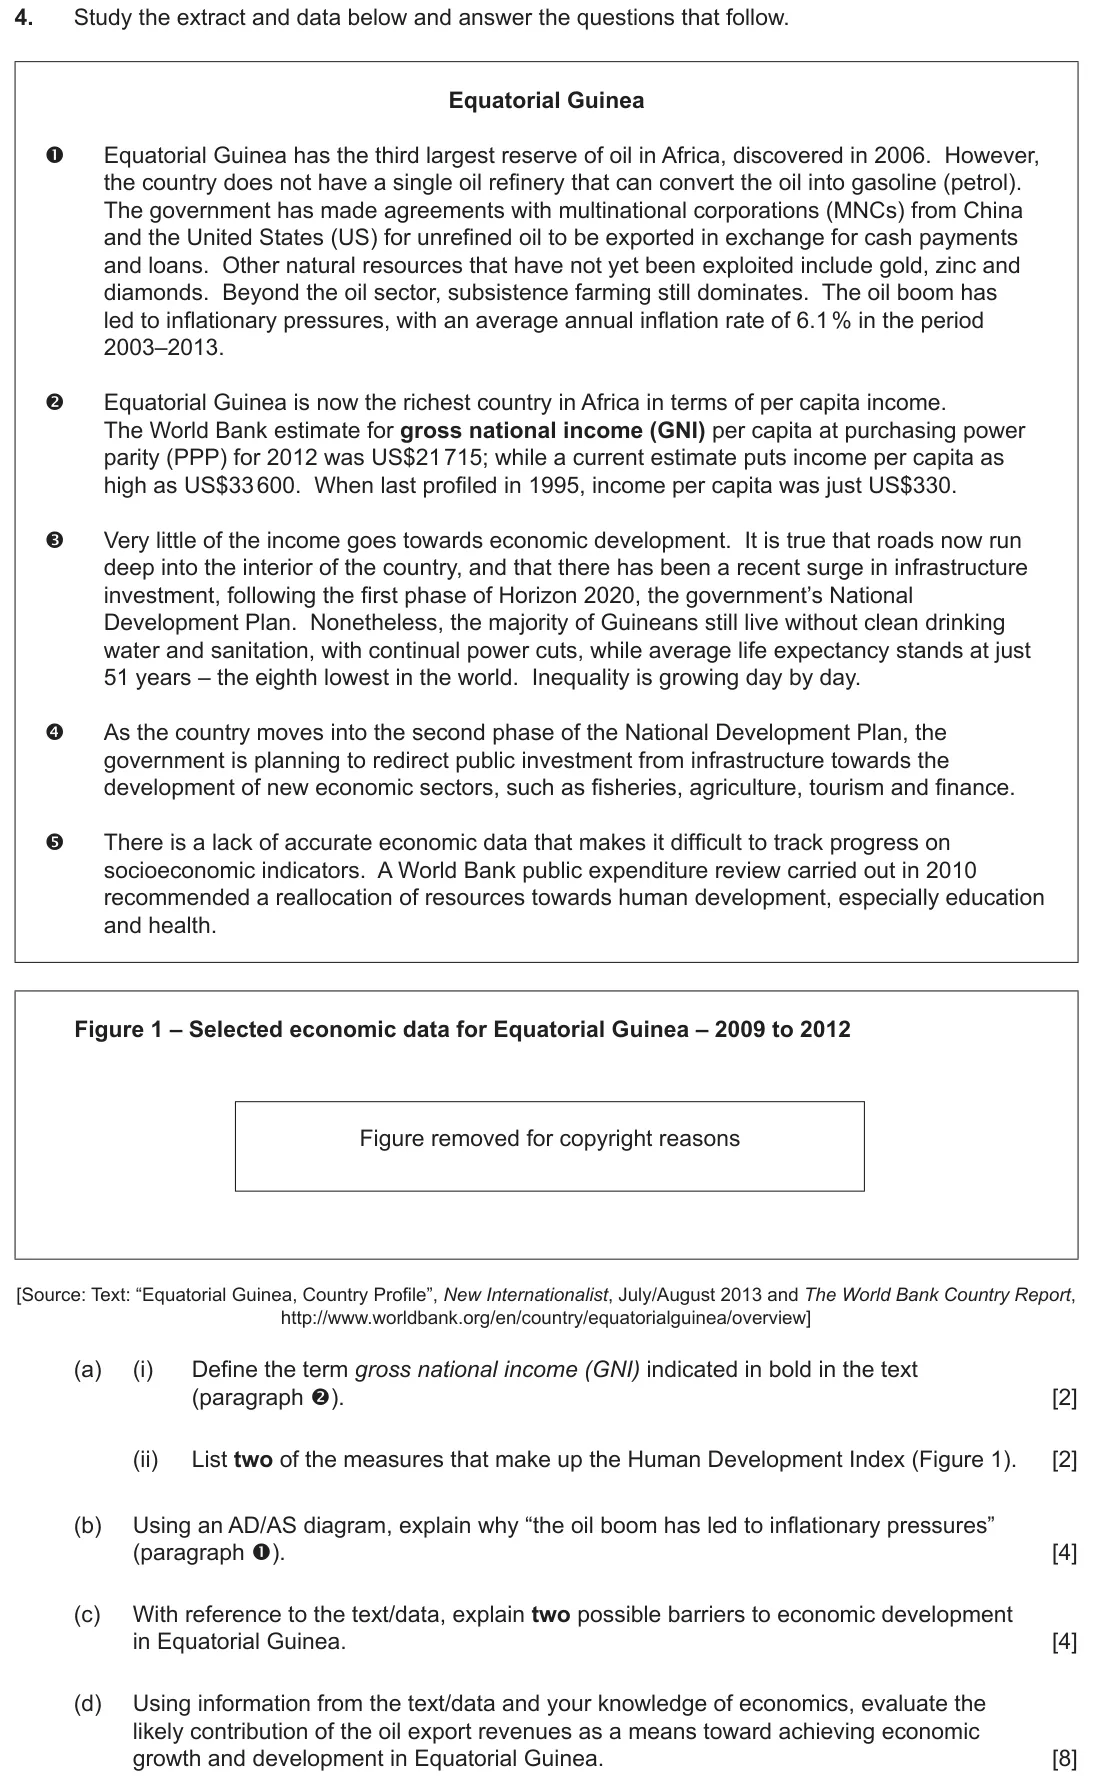 4. Study the extract and data below and answer the questions that follow.
Equatorial Guinea
❶ Equatorial Guinea has the third largest reserve of oil in Africa, discovered in 2006. However,
the country does not have a single oil refinery that can convert the oil into gasoline (petrol).
The government has made agreements with multinational corporations (MNCs) from China
and the United States (US) for unrefined oil to be exported in exchange for cash payments
and loans. Other natural resources that have not yet been exploited include gold, zinc and
diamonds. Beyond the oil sector, subsistence farming still dominates. The oil boom has
led to inflationary pressures, with an average annual inflation rate of 6.1 % in the period
2003–2013.
❷ Equatorial Guinea is now the richest country in Africa in terms of per capita income.
The World Bank estimate for gross national income (GNI) per capita at purchasing power
parity (PPP) for 2012 was US$21 715; while a current estimate puts income per capita as
high as US$33 600. When last profiled in 1995, income per capita was just US$330.
❸ Very little of the income goes towards economic development. It is true that roads now run
deep into the interior of the country, and that there has been a recent surge in infrastructure
investment, following the first phase of Horizon 2020, the government’s National
Development Plan. Nonetheless, the majority of Guineans still live without clean drinking
water and sanitation, with continual power cuts, while average life expectancy stands at just
51 years – the eighth lowest in the world. Inequality is growing day by day.
❹ As the country moves into the second phase of the National Development Plan, the
government is planning to redirect public investment from infrastructure towards the
development of new economic sectors, such as fisheries, agriculture, tourism and finance.
❺ There is a lack of accurate economic data that makes it difficult to track progress on
socioeconomic indicators. A World Bank public expenditure review carried out in 2010
recommended a reallocation of resources towards human development, especially education
and health.
Figure 1 – Selected economic data for Equatorial Guinea – 2009 to 2012
Figure removed for copyright reasons
[Source: Text: “Equatorial Guinea, Country Profile”, New Internationalist, July/August 2013 and The World Bank Country Report,
http://www.worldbank.org/en/country/equatorialguinea/overview]
(a) (i) Define the term gross national income (GNI) indicated in bold in the text
(paragraph ❷). [2]
(ii) List two of the measures that make up the Human Development Index (Figure 1). [2]
(b) Using an AD/AS diagram, explain why “the oil boom has led to inflationary pressures”
(paragraph ❶). [4]
(c) With reference to the text/data, explain two possible barriers to economic development
in Equatorial Guinea. [4]
(d) Using information from the text/data and your knowledge of economics, evaluate the
likely contribution of the oil export revenues as a means toward achieving economic
growth and development in Equatorial Guinea. [8]